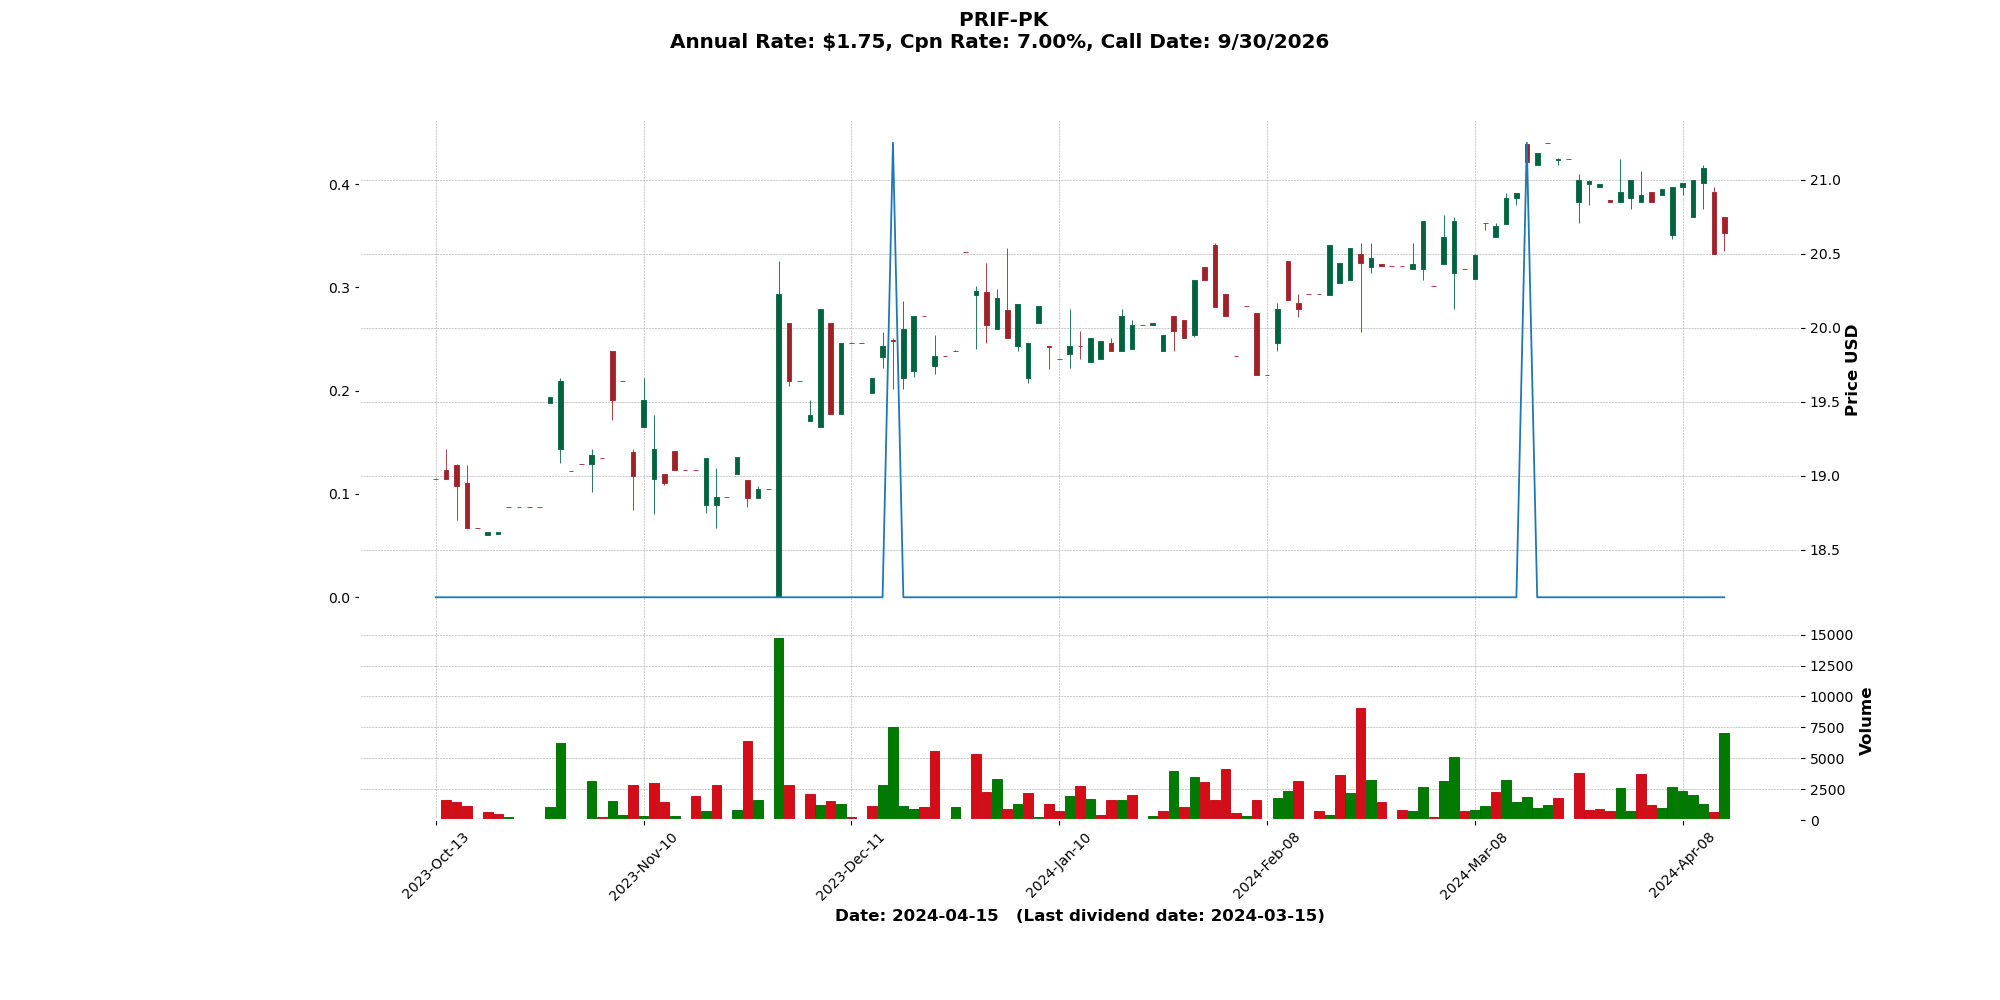 PRIF-PK
Annual Rate: $1.75, Cpn Rate: 7.00%, Call Date: 9/30/2026
0.4
0.3
0.2
0.1
0.0
21.0
20.5
20.0
19.5
19.0
18.5
Price USD
15000
12500
10000
7500
5000
2500
0
Volume
2023-Oct-13
2023-Nov-10
2023-Dec-11
2024-Jan-10
2024-Feb-08
2024-Mar-08
2024-Apr-08
Date: 2024-04-15   (Last dividend date: 2024-03-15)